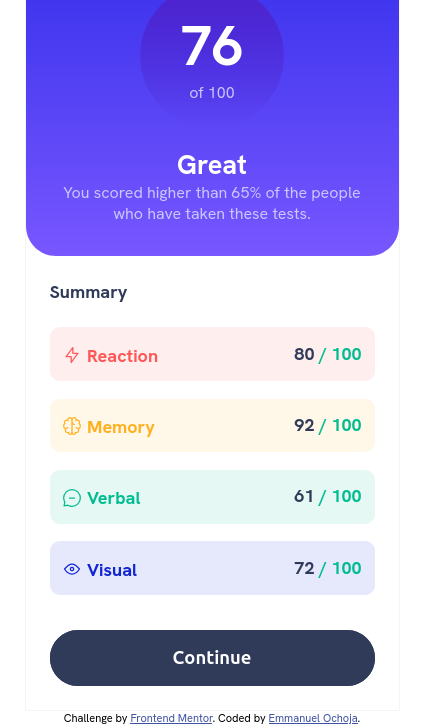 76
of 100
Great
You scored higher than 65% of the people
who have taken these tests.
Summary
Reaction 80 / 100
Memory 92 / 100
Verbal 61 / 100
Visual 72 / 100
Continue
Challenge by Frontend Mentor. Coded by Emmanuel Ochoja.